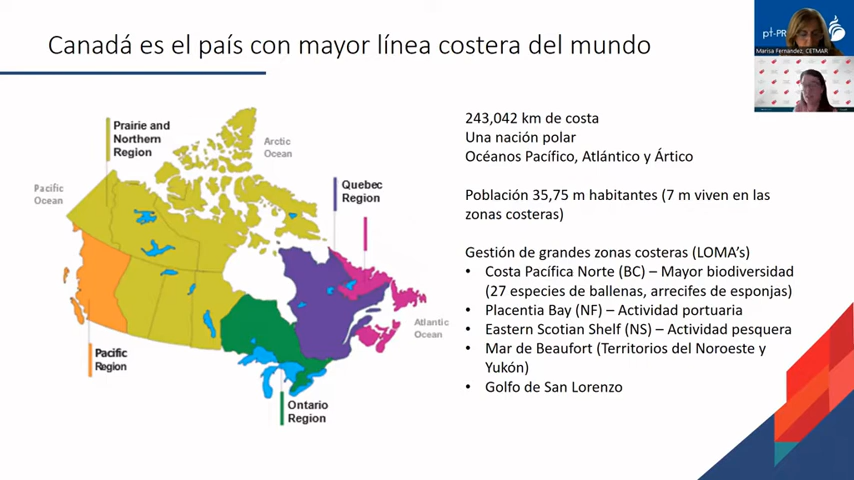 Canadá es el país con mayor línea costera del mundo
pt-PR
Marisa Fernandez, CETMAR
Prairie and
Northern
Region
Arctic
Ocean
Pacific
Ocean
Quebec
Region
Atlantic
Ocean
Pacific
Region
Ontario
Region
243,042 km de costa
Una nación polar
Océanos Pacífico, Atlántico y Ártico
Población 35,75 m habitantes (7 m viven en las
zonas costeras)
Gestión de grandes zonas costeras (LOMA’s)
• Costa Pacífica Norte (BC) – Mayor biodiversidad
(27 especies de ballenas, arrecifes de esponjas)
• Placentia Bay (NF) – Actividad portuaria
• Eastern Scotian Shelf (NS) – Actividad pesquera
• Mar de Beaufort (Territorios del Noroeste y
Yukón)
• Golfo de San Lorenzo